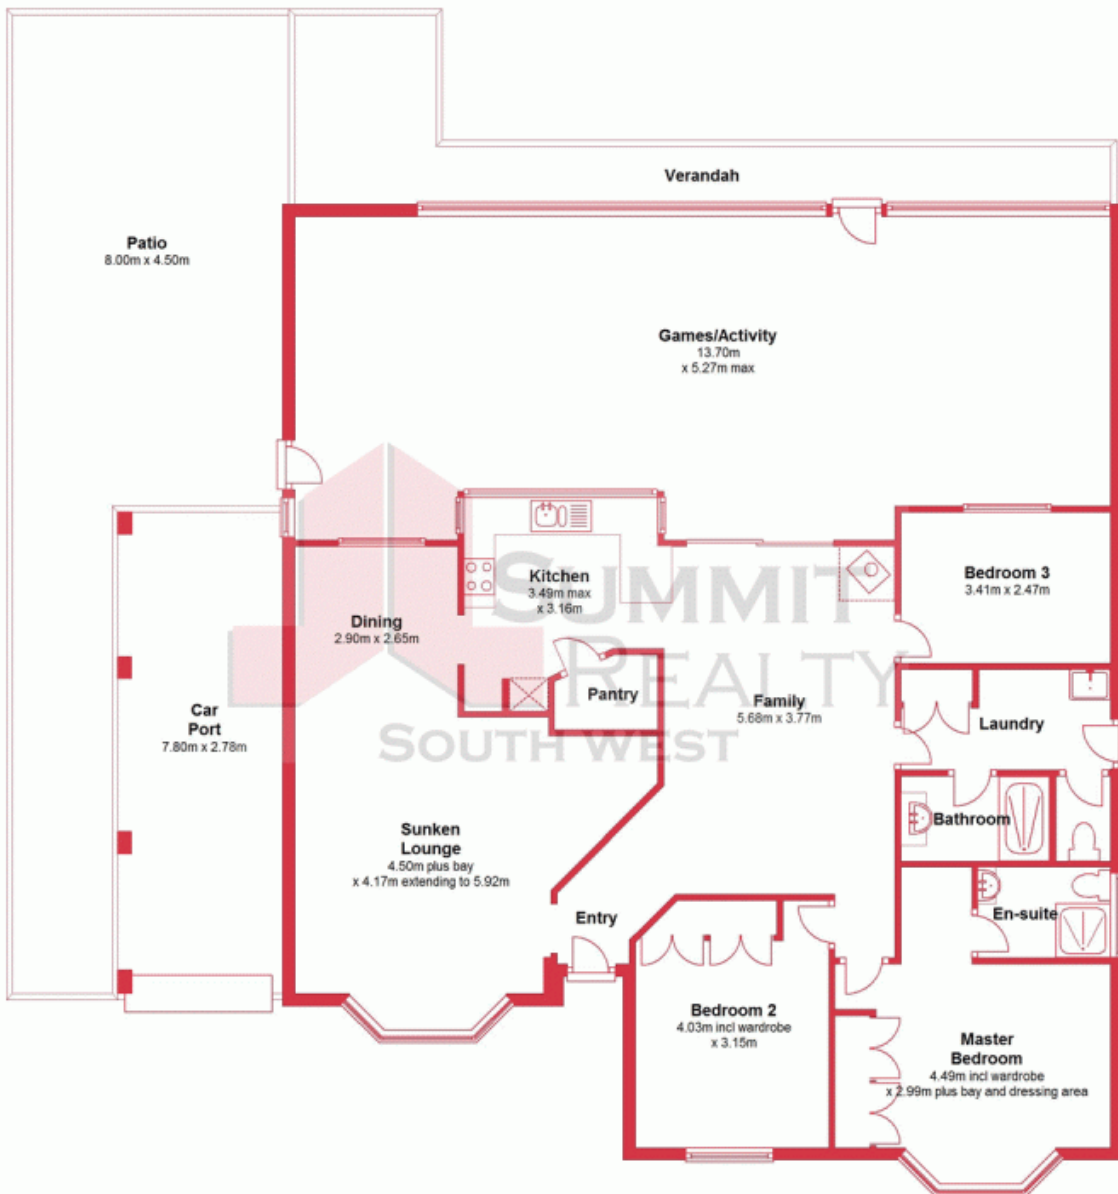 Verandah
Patio
8.00m x 4.50m
Games/Activity
13.70m
x 5.27m max
Kitchen
3.49m max
x 3.16m
Bedroom 3
3.41m x 2.47m
Dining
2.90m x 2.65m
SUMMIT
REALTY
SOUTH WEST
Pantry
Family
5.68m x 3.77m
Car
Port
7.80m x 2.78m
Laundry
Bathroom
Sunken
Lounge
4.50m plus bay
x 4.17m extending to 5.92m
Entry
En-suite
Bedroom 2
4.03m incl wardrobe
x 3.15m
Master
Bedroom
4.49m incl wardrobe
x 2.99m plus bay and dressing area